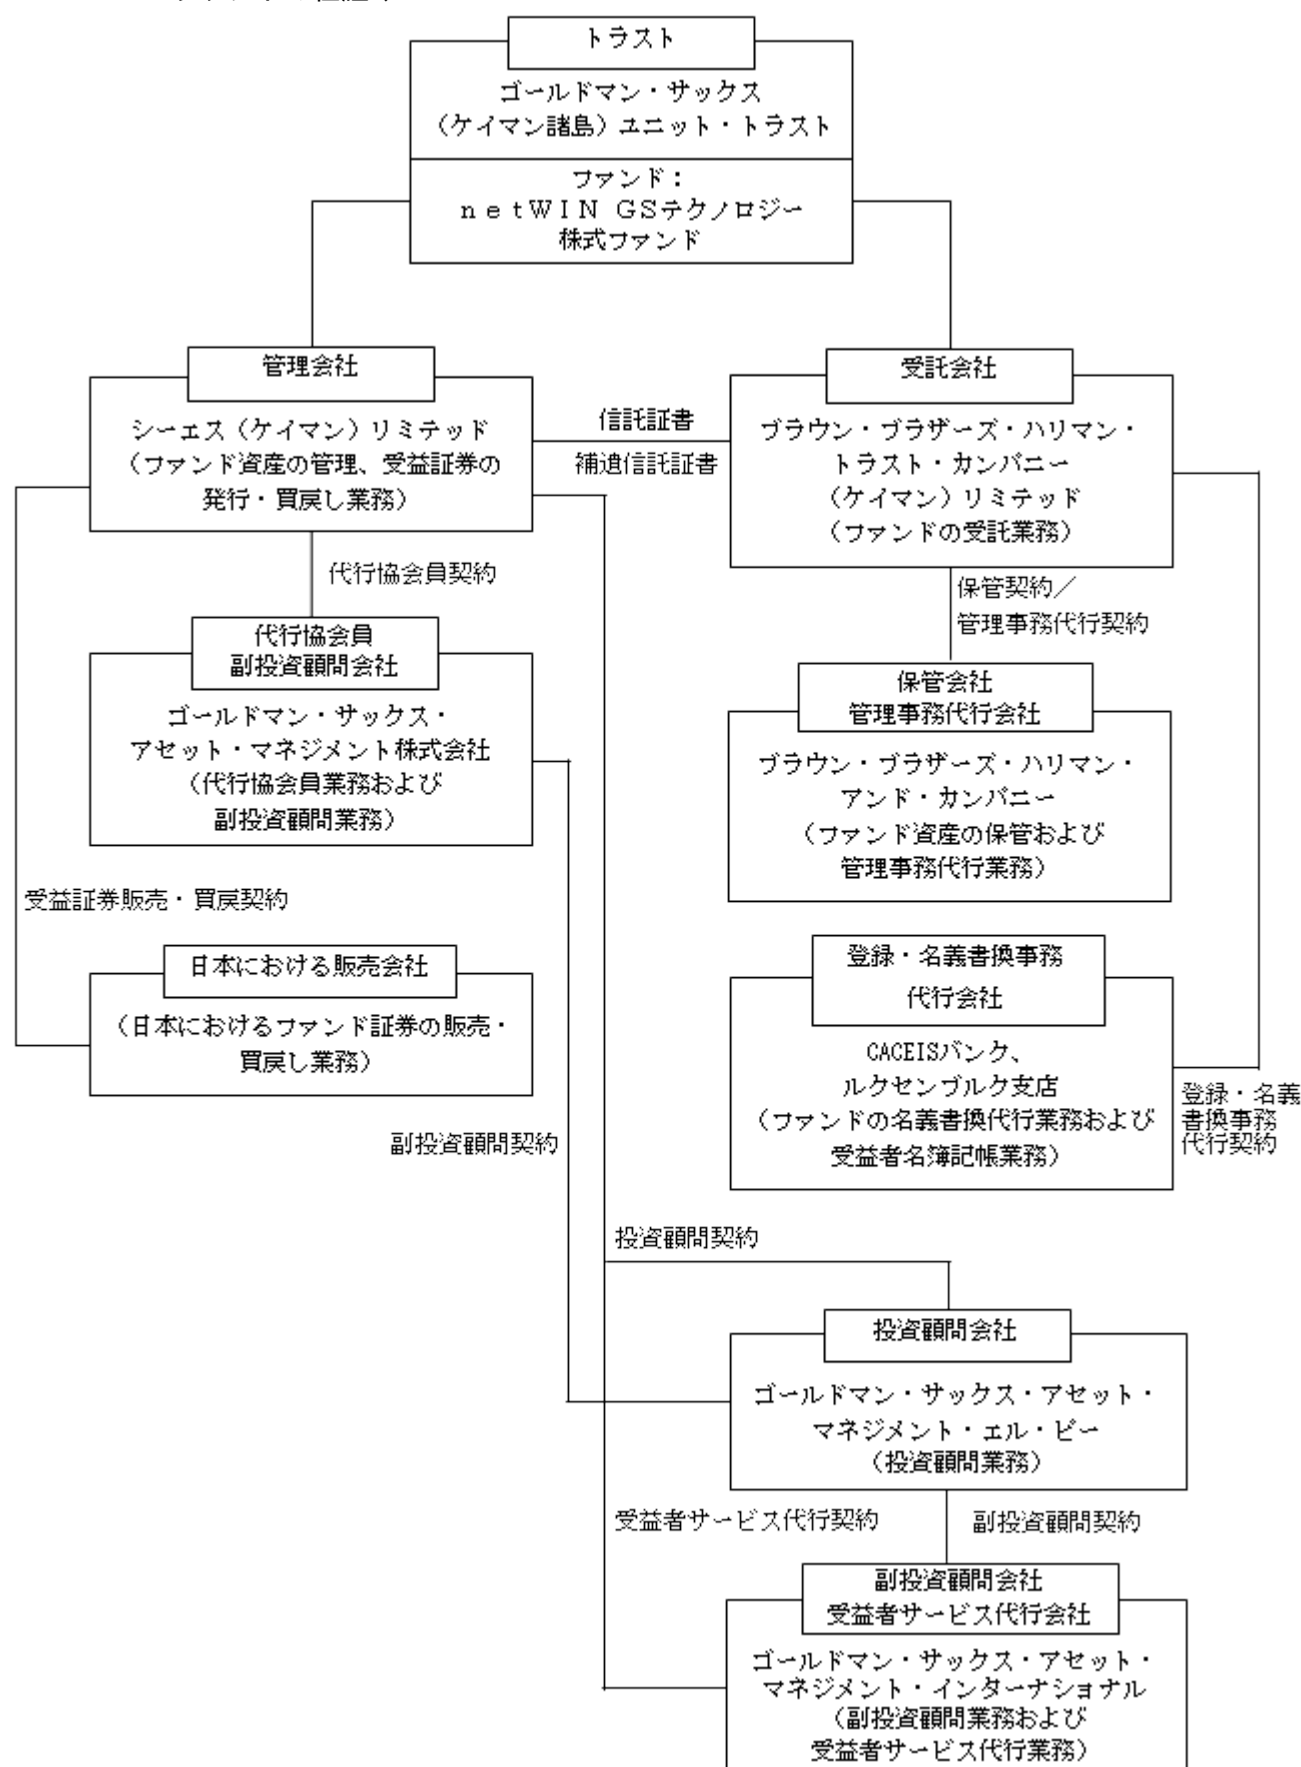 トラスト
ゴールドマン・サックス
（ケイマン諸島）ユニット・トラスト
ファンド：
ｎｅｔＷＩＮ GSテクノロジー
株式ファンド
管理会社
シーエス（ケイマン）リミテッド
（ファンド資産の管理、受益証券の
発行・買戻し業務）
信託証書
補遺信託証書
受託会社
ブラウン・ブラザーズ・ハリマン・
トラスト・カンパニー
（ケイマン）リミテッド
（ファンドの受託業務）
代行協会員契約
保管契約／
管理事務代行契約
代行協会員
副投資顧問会社
ゴールドマン・サックス・
アセット・マネジメント株式会社
（代行協会員業務および
副投資顧問業務）
保管会社
管理事務代行会社
ブラウン・ブラザーズ・ハリマン・
アンド・カンパニー
（ファンド資産の保管および
管理事務代行業務）
受益証券販売・買戻契約
日本における販売会社
（日本におけるファンド証券の販売・
買戻し業務）
登録・名義書換事務
代行会社
CACEISバンク、
ルクセンブルク支店
（ファンドの名義書換代行業務および
受益者名簿記帳業務）
登録・名義
書換事務
代行契約
副投資顧問契約
投資顧問契約
投資顧問会社
ゴールドマン・サックス・アセット・
マネジメント・エル・ピー
（投資顧問業務）
受益者サービス代行契約
副投資顧問契約
副投資顧問会社
受益者サービス代行会社
ゴールドマン・サックス・アセット・
マネジメント・インターナショナル
（副投資顧問業務および
受益者サービス代行業務）